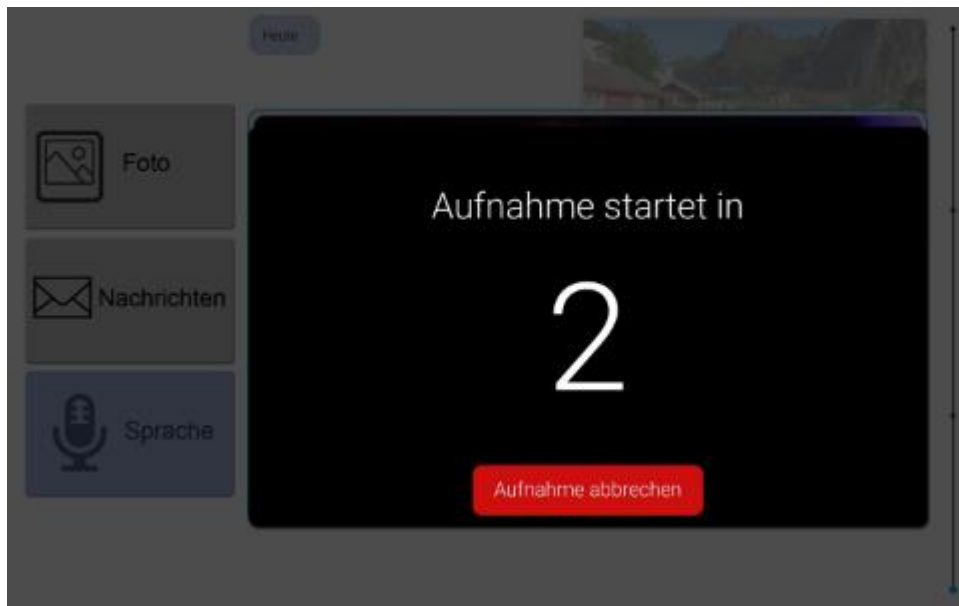 Heute
Foto
Aufnahme startet in
Nachrichten
2
Sprache
Aufnahme abbrechen